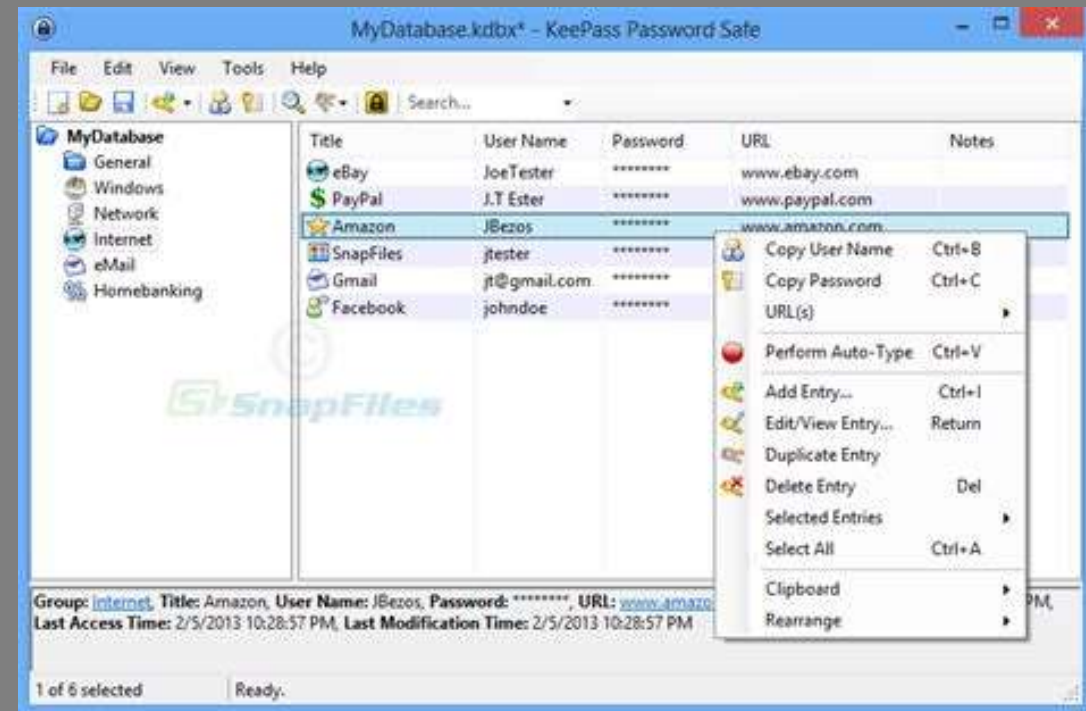 MyDatabase.kdbx* - KeePass Password Safe
File Edit View Tools Help
Search...
MyDatabase
General
Windows
Network
Internet
eMail
Homebanking
Title User Name Password URL Notes
eBay JoeTester ******** www.ebay.com
PayPal J.T Ester ******** www.paypal.com
Amazon JBezos ******** www.amazon.com
SnapFiles jtester ********
Gmail jt@gmail.com ********
Facebook johndoe ********
Copy User Name Ctrl+B
Copy Password Ctrl+C
URL(s)
Perform Auto-Type Ctrl+V
Add Entry... Ctrl+I
Edit/View Entry... Return
Duplicate Entry
Delete Entry Del
Selected Entries
Select All Ctrl+A
Clipboard
Rearrange
SnapFiles
Group: Internet, Title: Amazon, User Name: JBezos, Password: ********, URL: www.amazo PM,
Last Access Time: 2/5/2013 10:28:57 PM, Last Modification Time: 2/5/2013 10:28:57 PM
1 of 6 selected Ready.